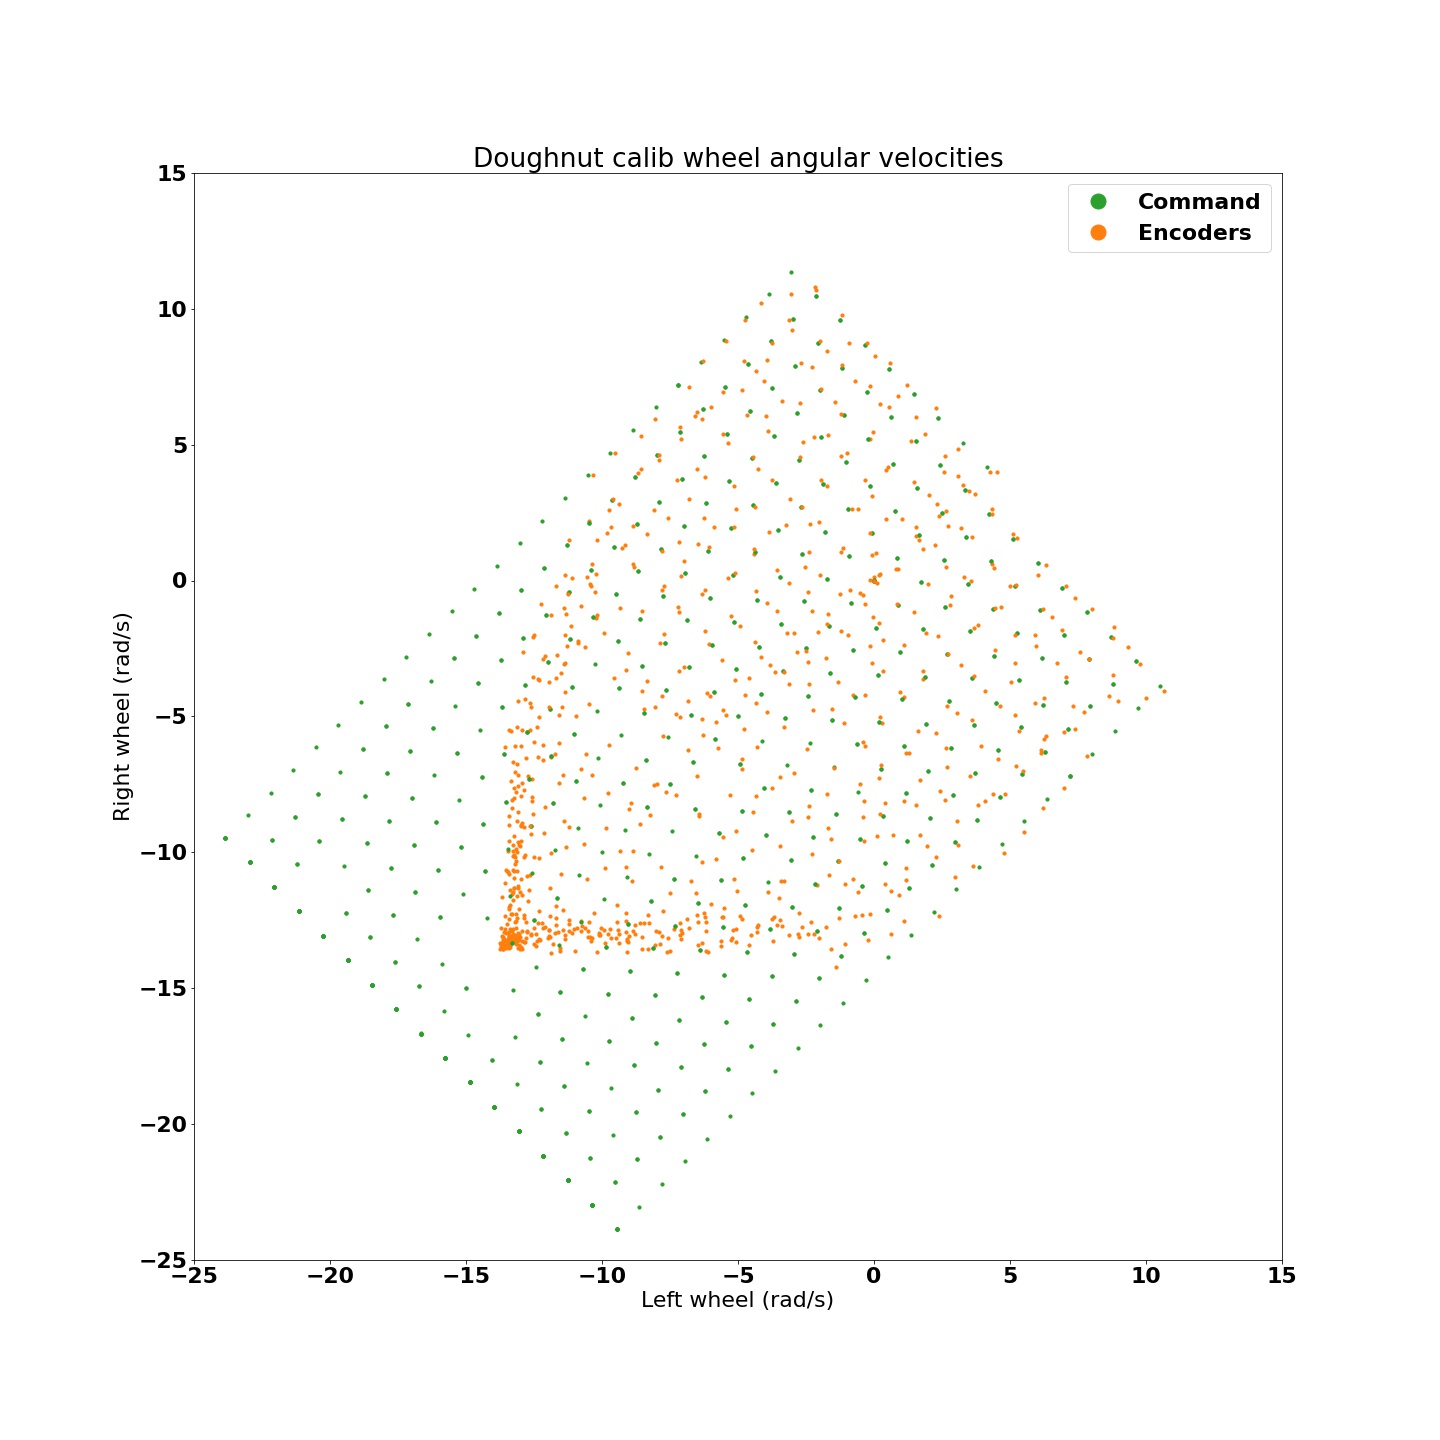 Doughnut calib wheel angular velocities
Command
Encoders
15
10
5
0
−5
−10
−15
−20
−25
Right wheel (rad/s)
−25 −20 −15 −10 −5 0 5 10 15
Left wheel (rad/s)